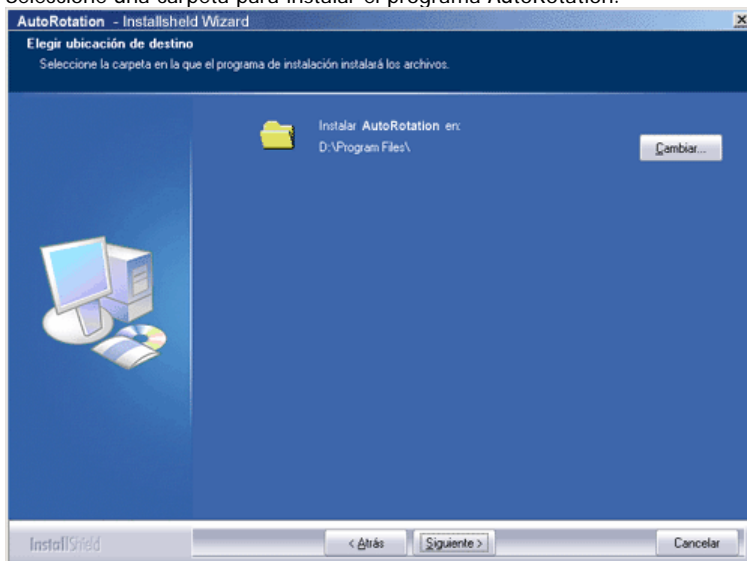 Seleccione una carpeta para instalar el programa AutoRotation.
AutoRotation - Installsheld Wizard
Elegir ubicación de destino
Seleccione la carpeta en la que el programa de instalación instalará los archivos.
Instalar AutoRotation en:
D:\Program Files\
Cambiar...
InstallShield
< Atrás
Siguiente >
Cancelar